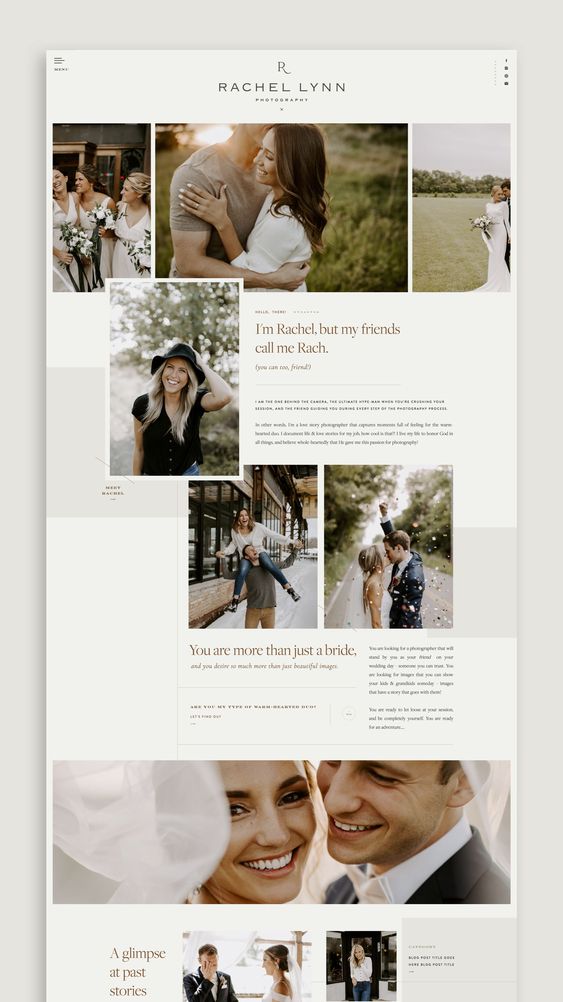 MENU
R
RACHEL LYNN
PHOTOGRAPHY
HELLO, THERE!
I'm Rachel, but my friends
call me Rach.
(you can too, friend!)
I AM THE ONE BEHIND THE CAMERA, THE ULTIMATE HYPE-MAN WHEN YOU'RE CRUSHING YOUR
SESSION, AND THE FRIEND GUIDING YOU DURING EVERY STEP OF THE PHOTOGRAPHY PROCESS.
In other words, I'm a love story photographer that captures moments full of feeling for the warm-
hearted duo. I document life & love stories for my job, how cool is that?! I live my life to honor God in
all things, and believe whole-heartedly that He gave me this passion for photography!
MEET
RACHEL
You are more than just a bride,
and you desire so much more than just beautiful images.
ARE YOU MY TYPE OF WARM-HEARTED DUO?
LET'S FIND OUT
You are looking for a photographer that will
stand by you as your friend on your
wedding day - someone you can trust. You
are looking for images that you can show
your kids & grandkids someday - images
that have a story that goes with them!
You are ready to let loose at your session,
and be completely yourself. You are ready
for an adventure...
A glimpse
at past
stories
CATEGORY
BLOG POST TITLE GOES
HERE BLOG POST TITLE